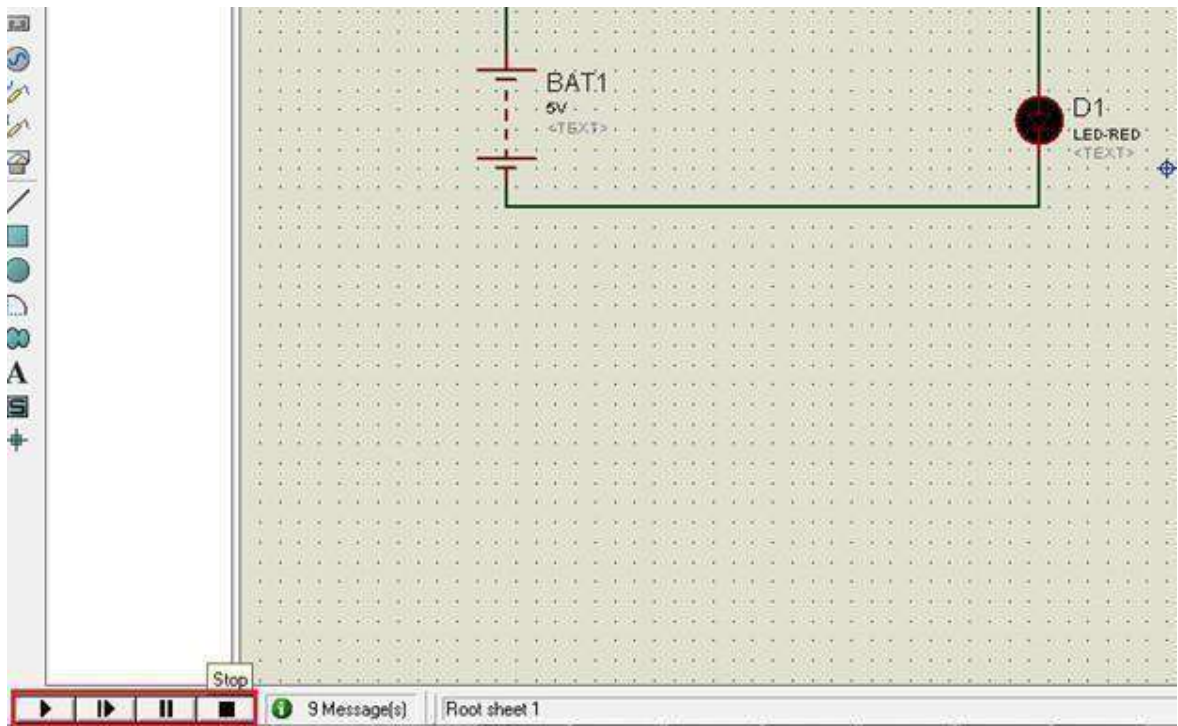 BAT1
5V
<TEXT>
D1
LED-RED
<TEXT>
A
S
Stop
9 Message(s)
Root sheet 1